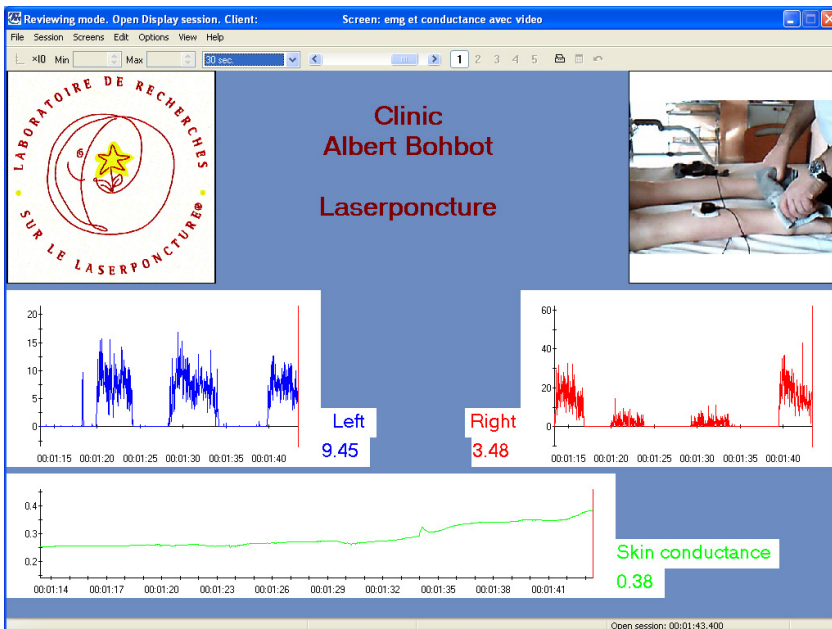 Reviewing mode. Open Display session. Client: Screen: emg et conductance avec video
File Session Screens Edit Options View Help
×10 Min Max 30 sec. 1 2 3 4 5
LABORATOIRE DE RECHERCHES
SUR LE LASERPONCTURE®
Clinic
Albert Bohbot
Laserponcture
20
15
10
5
0
00:01:15 00:01:20 00:01:25 00:01:30 00:01:35 00:01:40
Left
9.45
60
40
20
0
00:01:15 00:01:20 00:01:25 00:01:30 00:01:35 00:01:40
Right
3.48
0.4
0.3
0.2
00:01:14 00:01:17 00:01:20 00:01:23 00:01:26 00:01:29 00:01:32 00:01:35 00:01:38 00:01:41
Skin conductance
0.38
Open session: 00:01:43.400